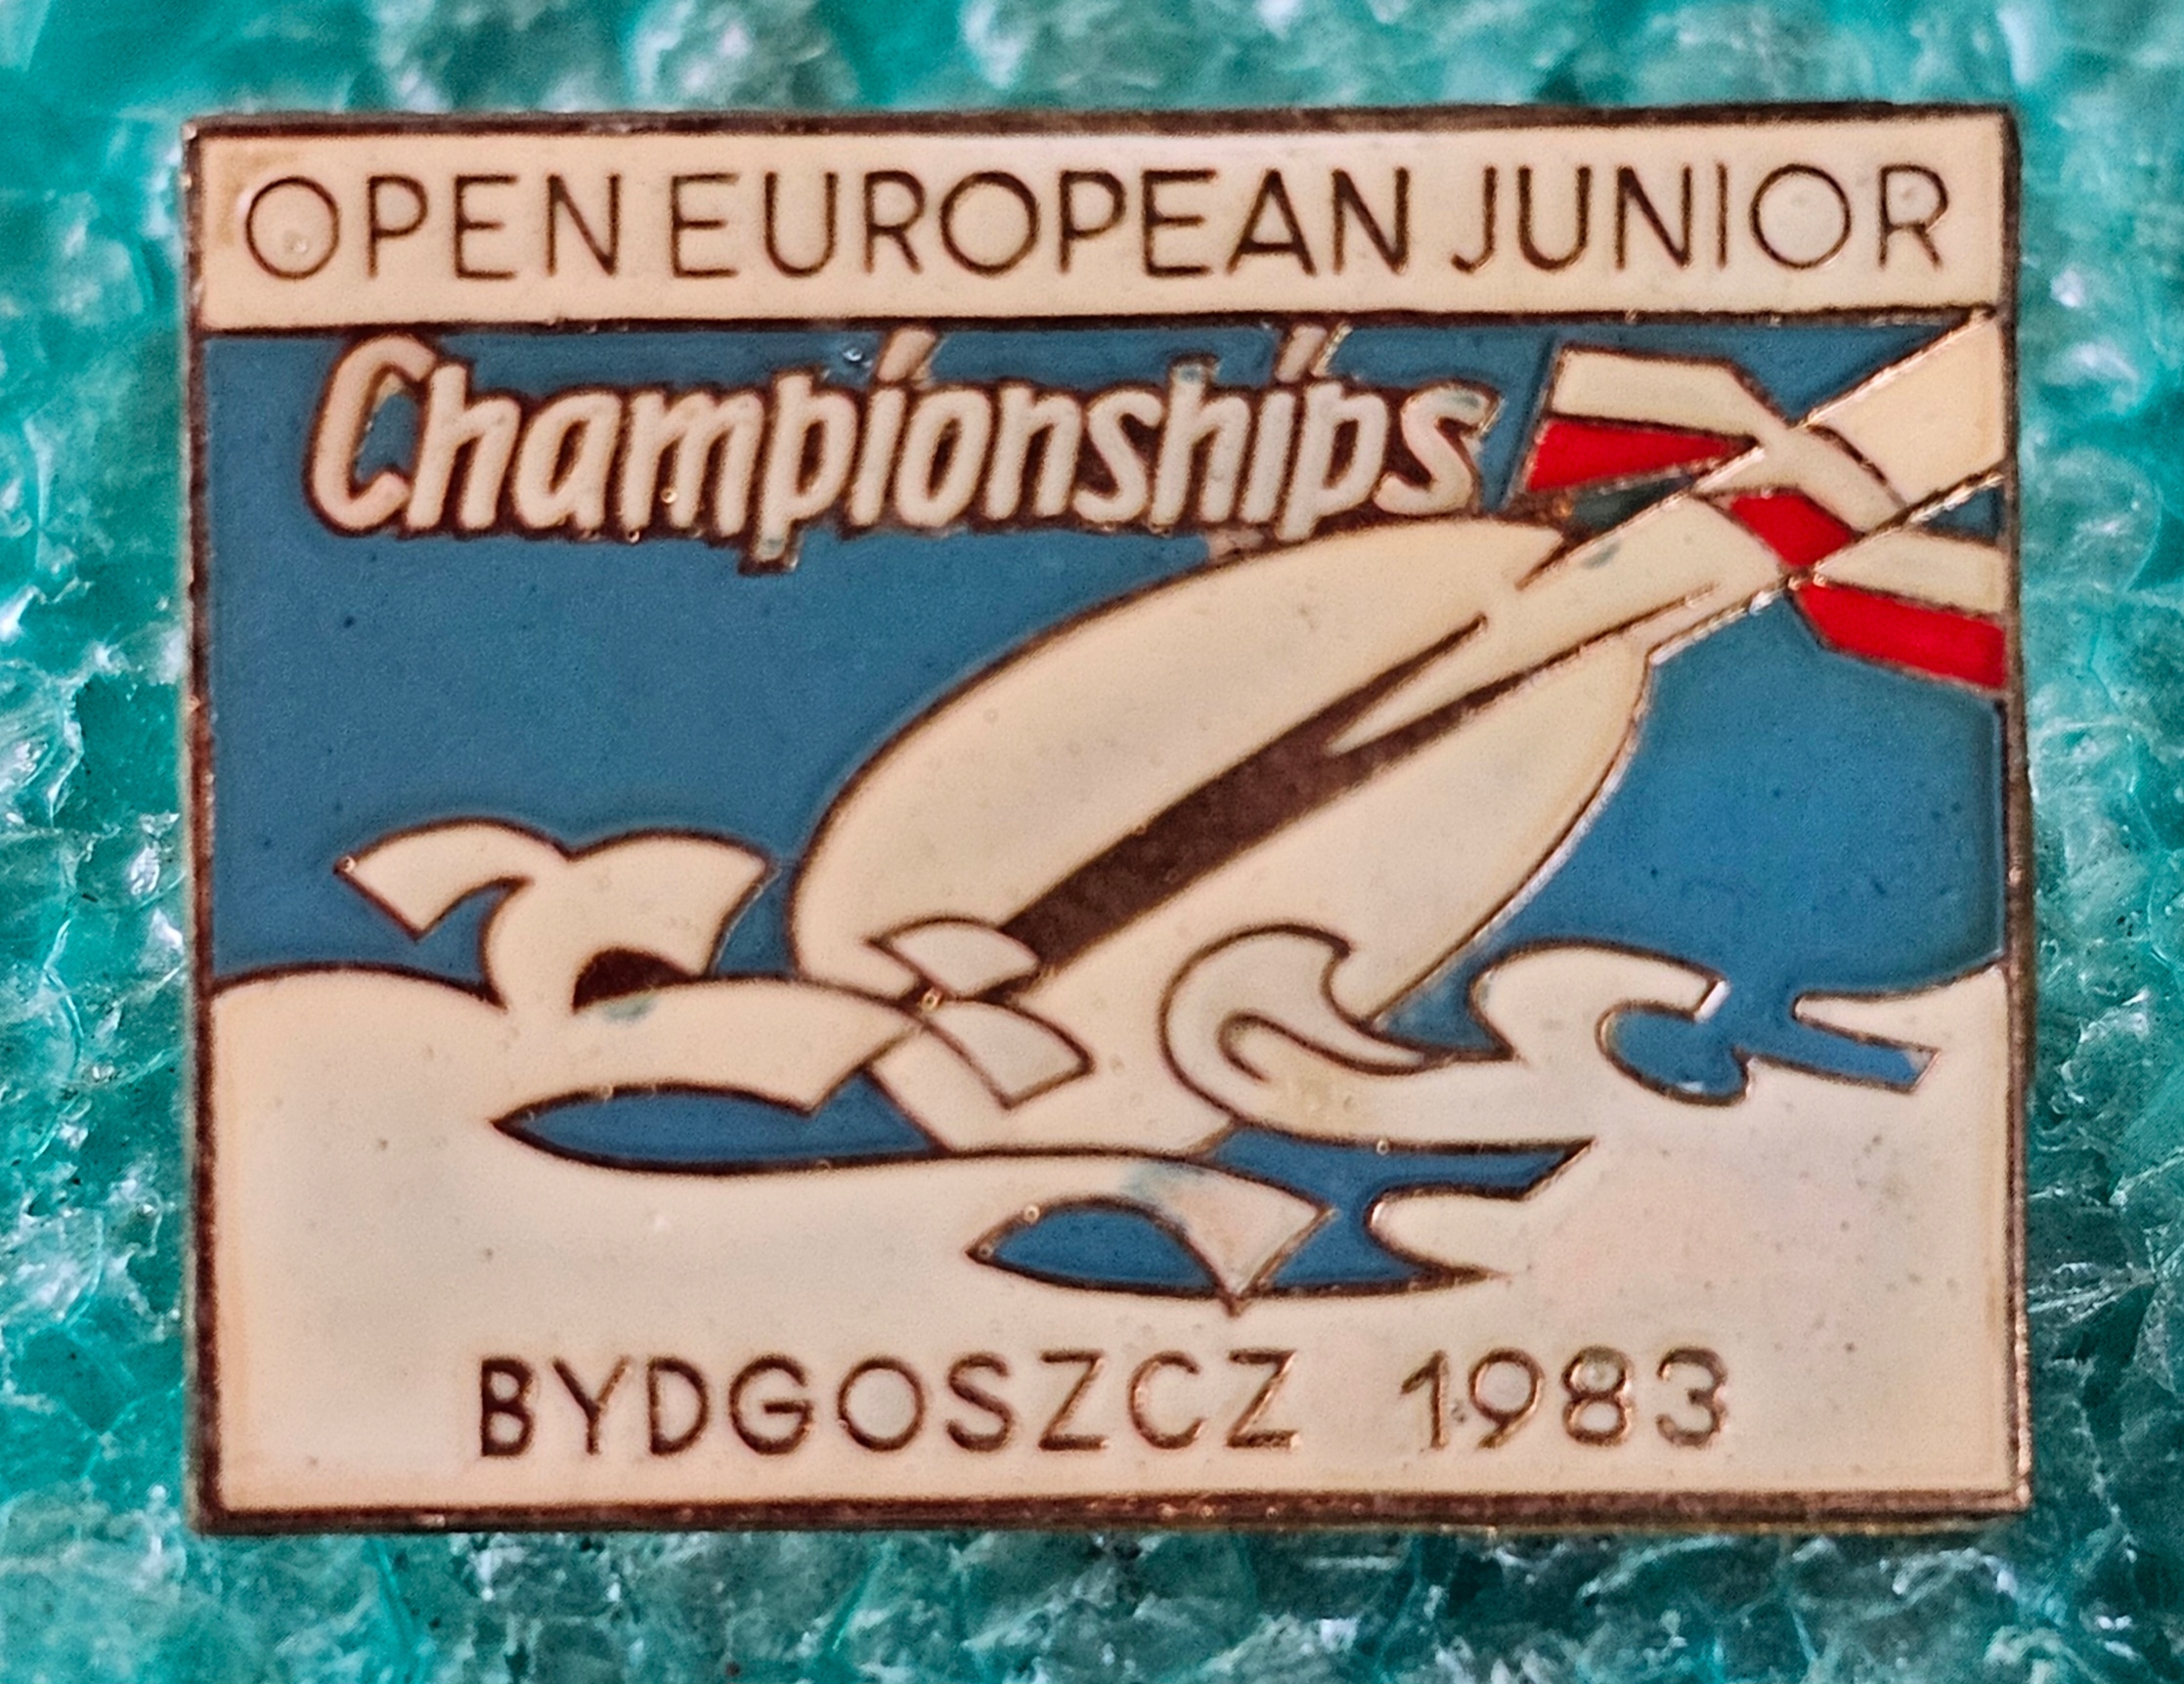 OPEN EUROPEAN JUNIOR
Championships
BYDGOSZCZ 1983